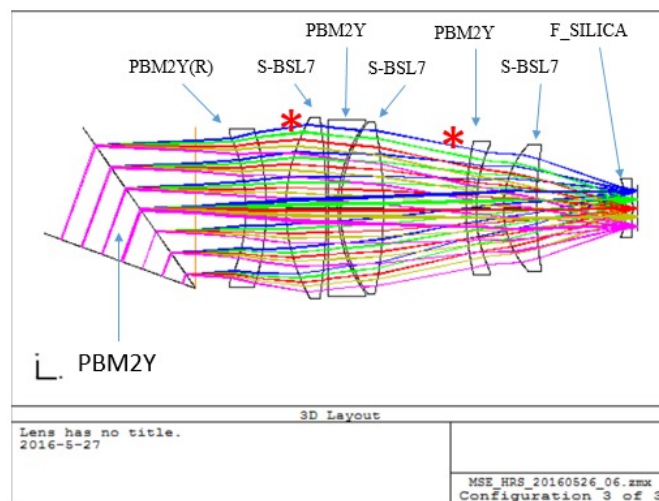 PBM2Y
PBM2Y
F_SILICA
S-BSL7
S-BSL7
S-BSL7
PBM2Y(R)
*
*
PBM2Y
3D Layout
Lens has no title.
2016-5-27
MSE_HRS_20160526_06.zmx
Configuration 3 of 3